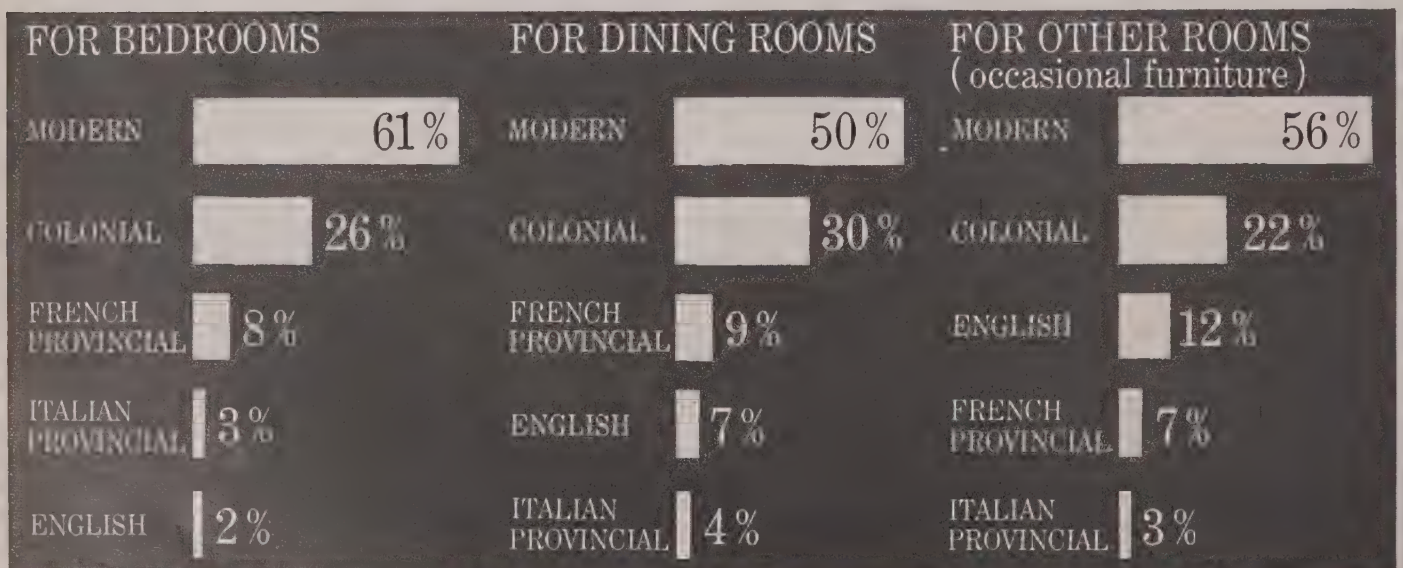 FOR BEDROOMS
MODERN 61%
COLONIAL 26%
FRENCH
PROVINCIAL 8%
ITALIAN
PROVINCIAL 3%
ENGLISH 2%
FOR DINING ROOMS
MODERN 50%
COLONIAL 30%
FRENCH
PROVINCIAL 9%
ENGLISH 7%
ITALIAN
PROVINCIAL 4%
FOR OTHER ROOMS
(occasional furniture)
MODERN 56%
COLONIAL 22%
ENGLISH 12%
FRENCH
PROVINCIAL 7%
ITALIAN
PROVINCIAL 3%